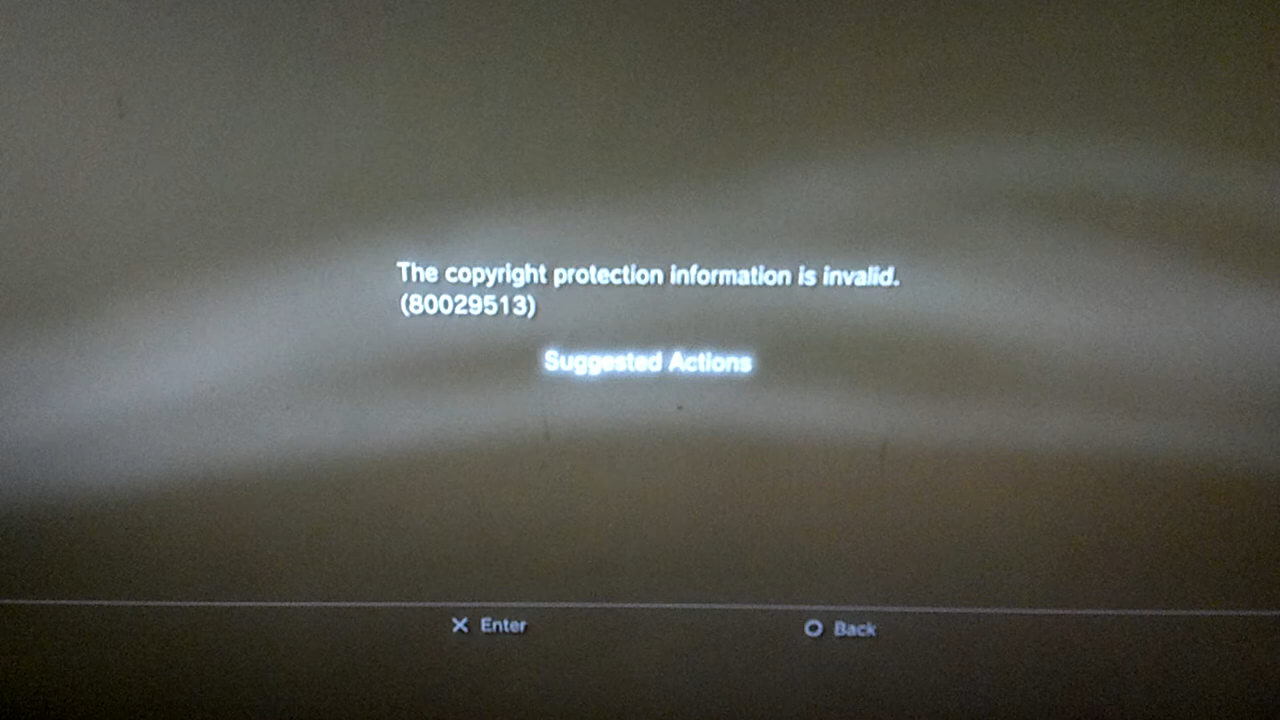 The copyright protection information is invalid.
(80029513)
Suggested Actions
Enter
Back